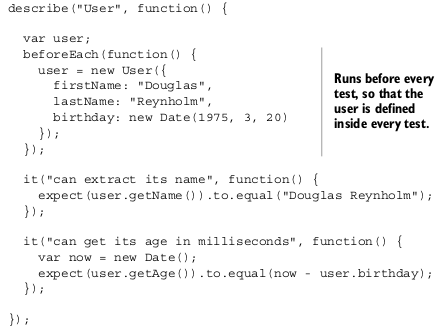 describe("User", function() {
  var user;
  beforeEach(function() {
    user = new User({
      firstName: "Douglas",
      lastName: "Reynholm",
      birthday: new Date(1975, 3, 20)
    });
  });
Runs before every
test, so that the
user is defined
inside every test.
  it("can extract its name", function() {
    expect(user.getName()).to.equal("Douglas Reynholm");
  });
  it("can get its age in milliseconds", function() {
    var now = new Date();
    expect(user.getAge()).to.equal(now - user.birthday);
  });
});